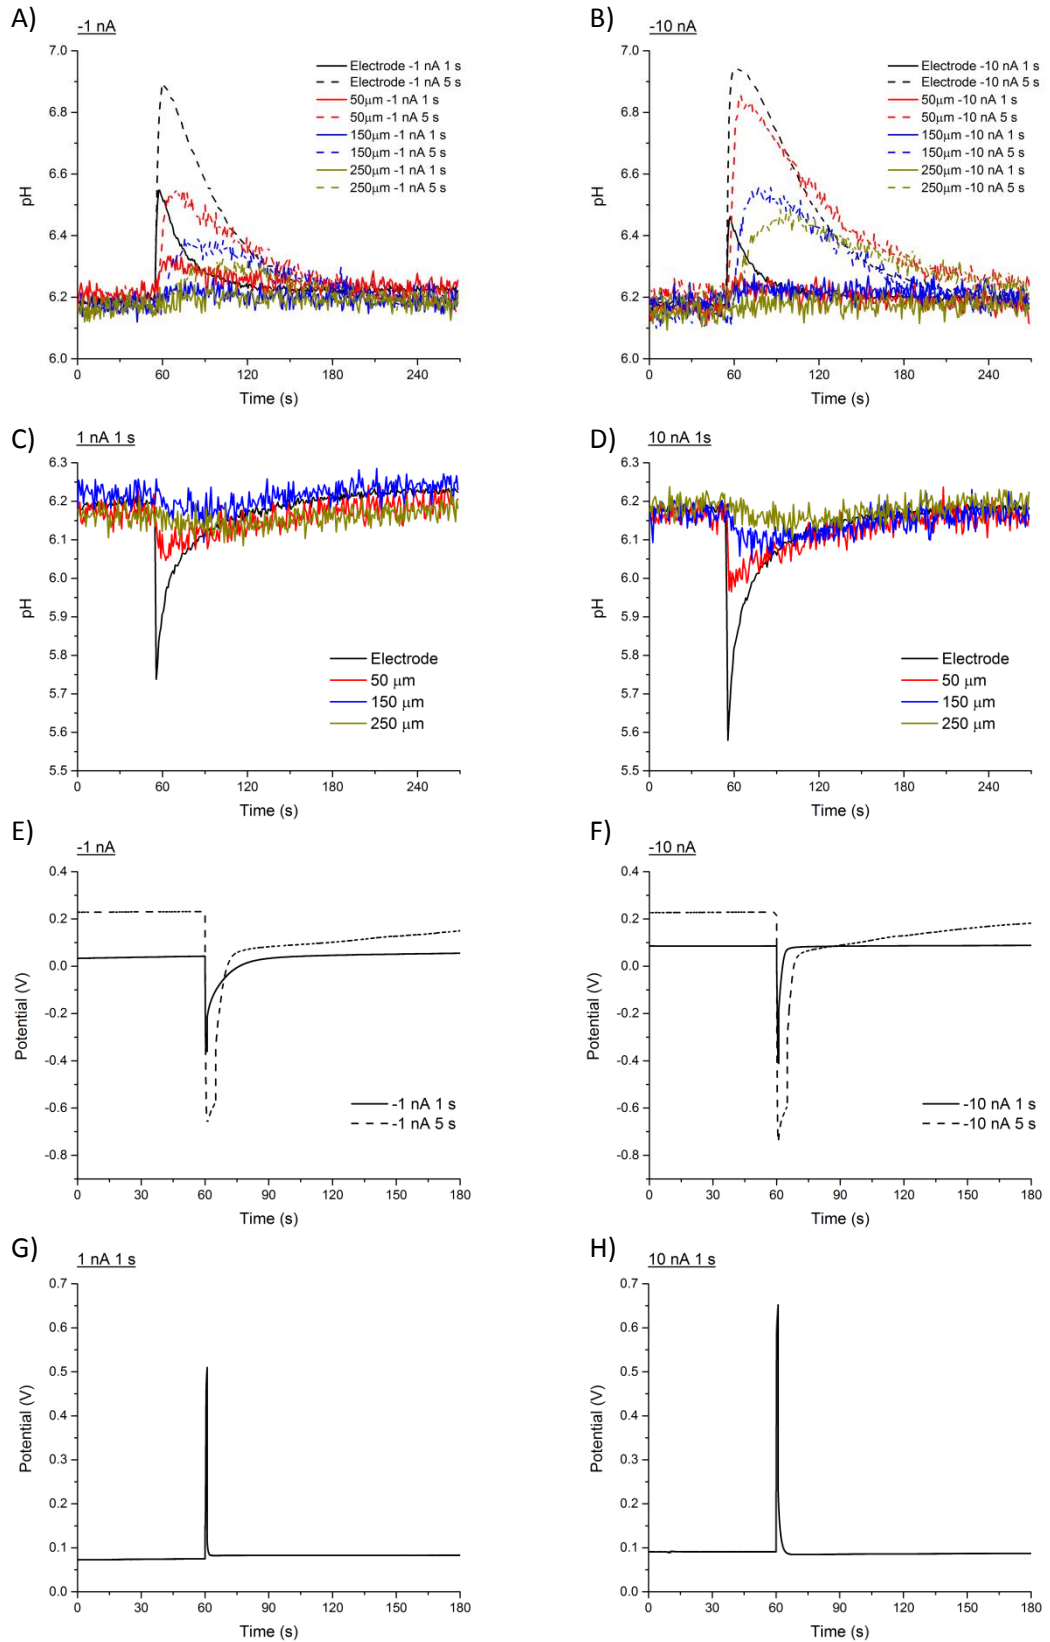 A)
-1 nA
Electrode -1 nA 1 s
Electrode -1 nA 5 s
50μm -1 nA 1 s
50μm -1 nA 5 s
150μm -1 nA 1 s
150μm -1 nA 5 s
250μm -1 nA 1 s
250μm -1 nA 5 s
7.0
6.8
6.6
6.4
6.2
6.0
pH
0 60 120 180 240
Time (s)
B)
-10 nA
Electrode -10 nA 1 s
Electrode -10 nA 5 s
50μm -10 nA 1 s
50μm -10 nA 5 s
150μm -10 nA 1 s
150μm -10 nA 5 s
250μm -10 nA 1 s
250μm -10 nA 5 s
7.0
6.8
6.6
6.4
6.2
6.0
pH
0 60 120 180 240
Time (s)
C)
1 nA 1 s
6.3
6.2
6.1
6.0
5.9
5.8
5.7
5.6
5.5
pH
Electrode
50 μm
150 μm
250 μm
0 60 120 180 240
Time (s)
D)
10 nA 1s
6.3
6.2
6.1
6.0
5.9
5.8
5.7
5.6
5.5
pH
Electrode
50 μm
150 μm
250 μm
0 60 120 180 240
Time (s)
E)
-1 nA
0.4
0.2
0.0
-0.2
-0.4
-0.6
-0.8
Potential (V)
-1 nA 1 s
-1 nA 5 s
0 30 60 90 120 150 180
Time (s)
F)
-10 nA
0.4
0.2
0.0
-0.2
-0.4
-0.6
-0.8
Potential (V)
-10 nA 1 s
-10 nA 5 s
0 30 60 90 120 150 180
Time (s)
G)
1 nA 1 s
0.7
0.6
0.5
0.4
0.3
0.2
0.1
0.0
Potential (V)
0 30 60 90 120 150 180
Time (s)
H)
10 nA 1 s
0.7
0.6
0.5
0.4
0.3
0.2
0.1
0.0
Potential (V)
0 30 60 90 120 150 180
Time (s)